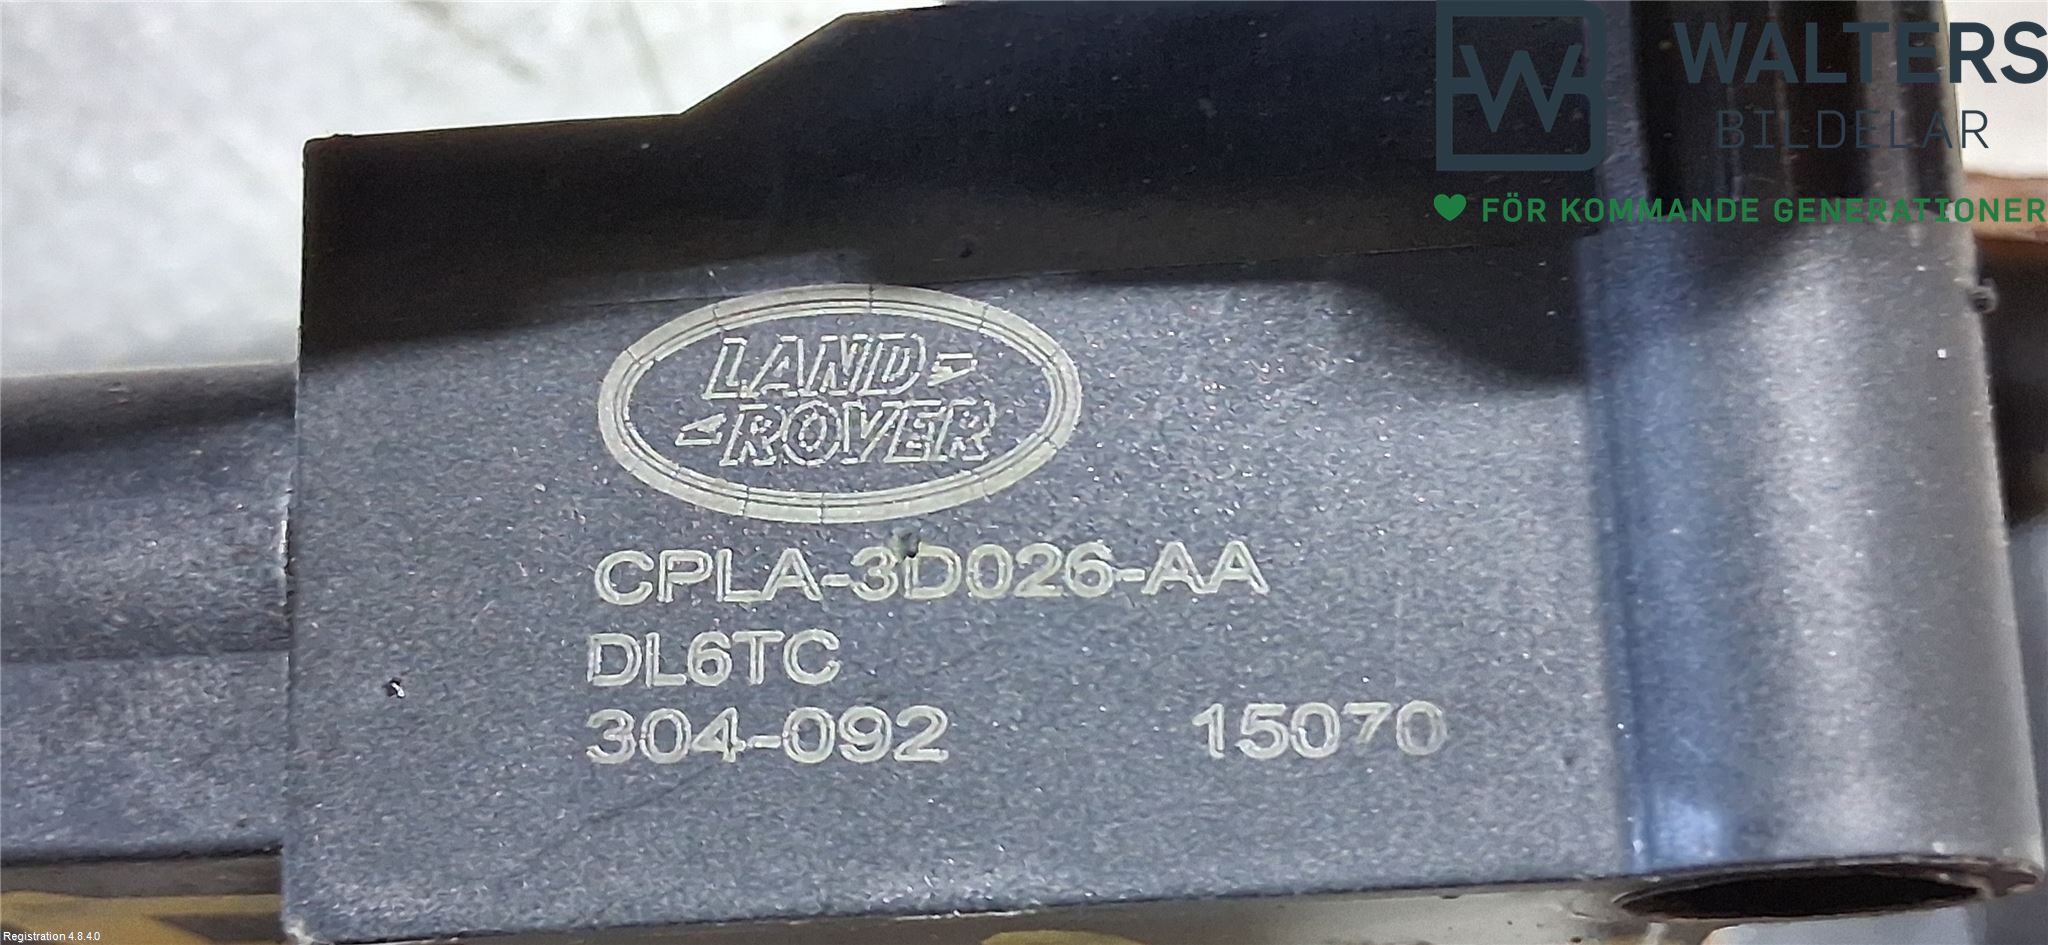 WALTERS
BILDELAR
FÖR KOMMANDE GENERATIONER
LAND
ROVER
CPLA-3D026-AA
DL6TC
304-092 15070
Registration 4.8.4.0